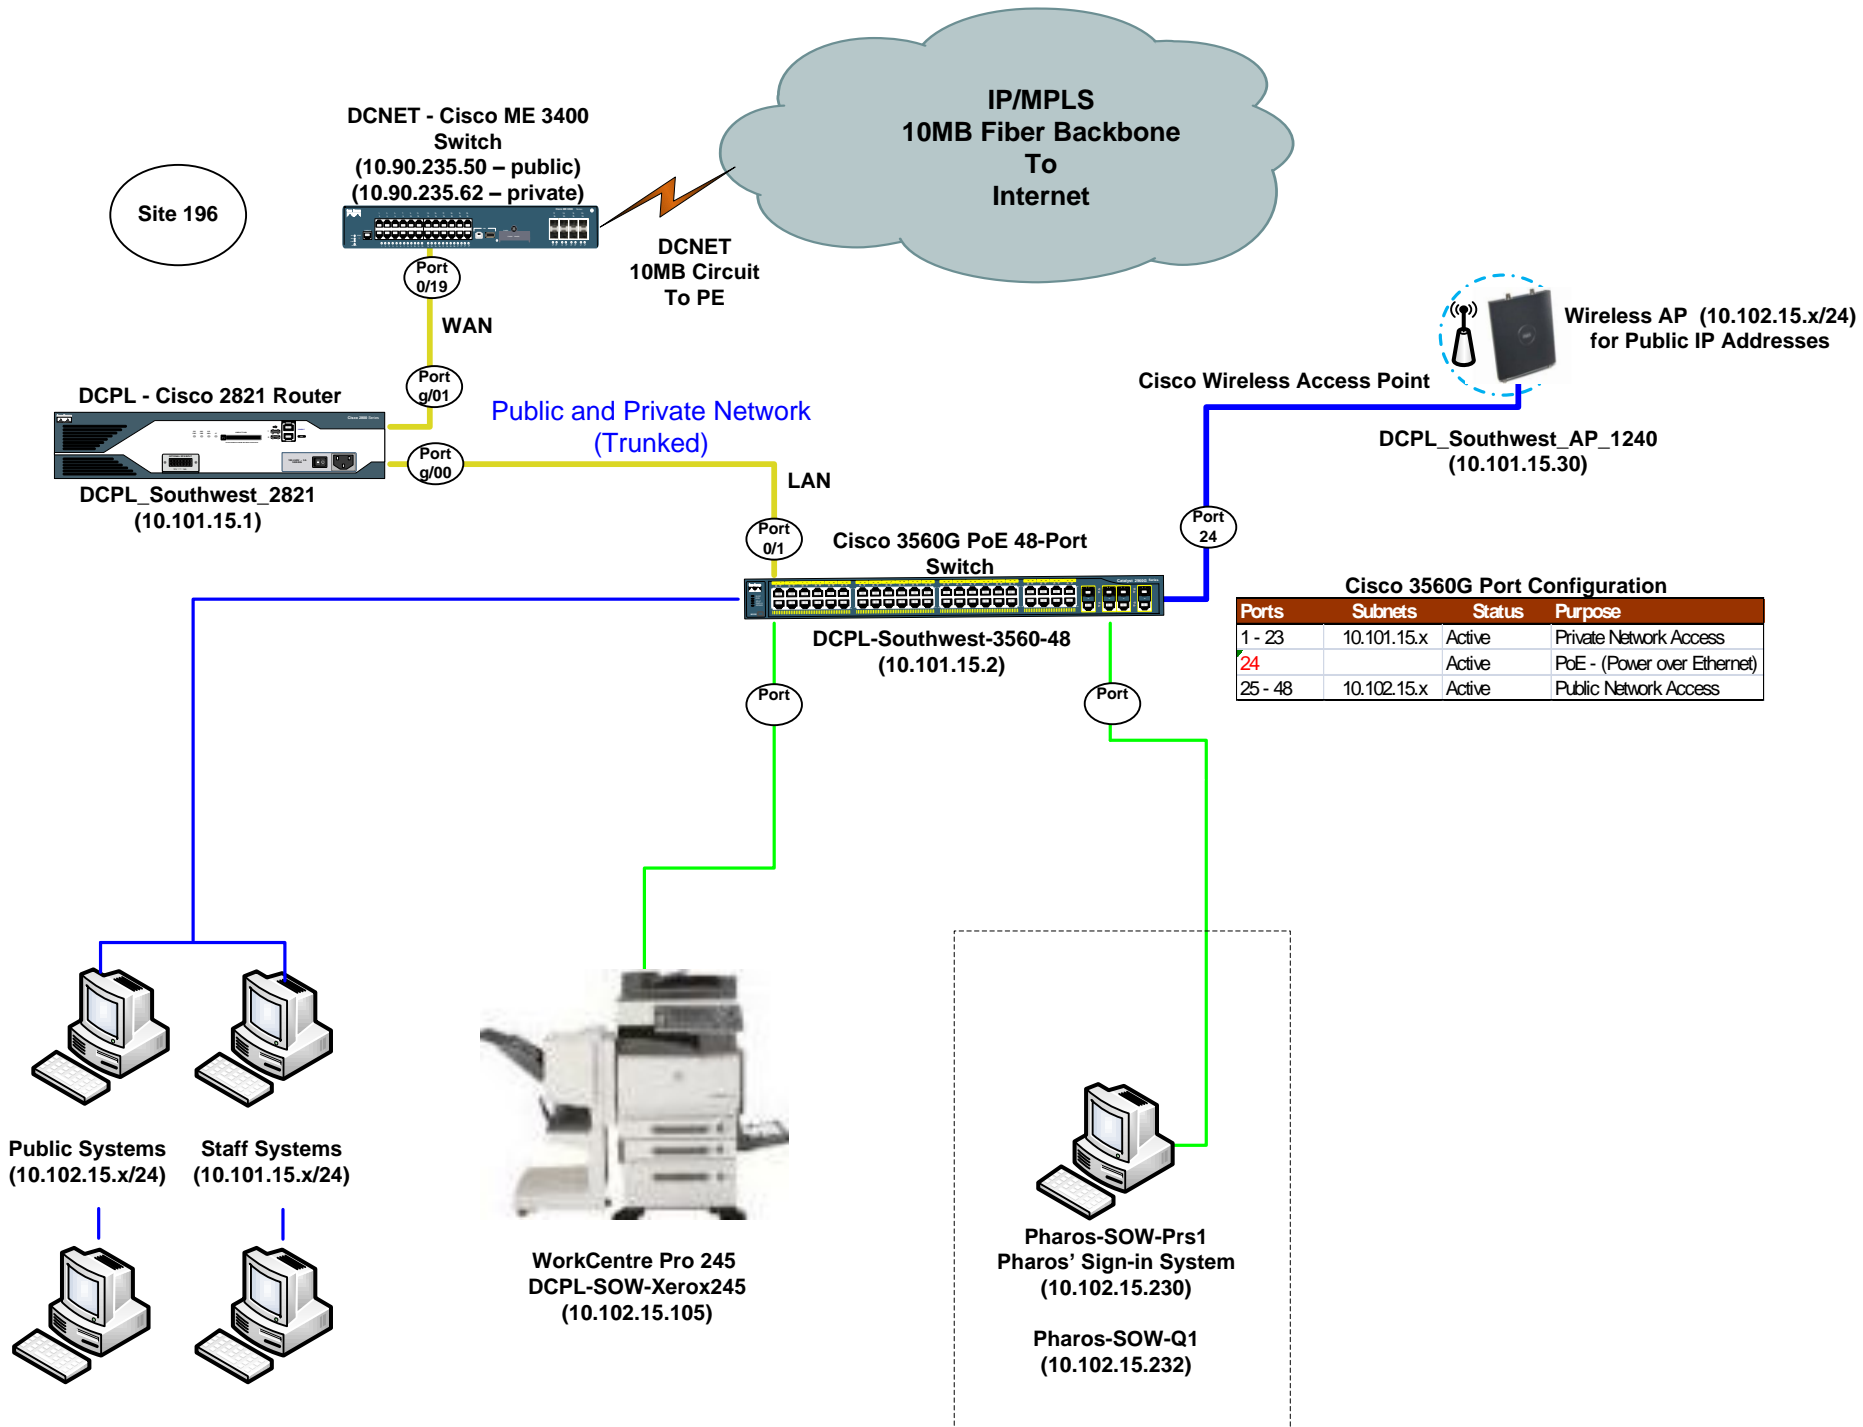 IP/MPLS
10MB Fiber Backbone
To
Internet
DCNET - Cisco ME 3400
Switch
(10.90.235.50 – public)
(10.90.235.62 – private)
Site 196
DCNET
10MB Circuit
To PE
Port
0/19
WAN
Port
g/01
DCPL - Cisco 2821 Router
Public and Private Network
(Trunked)
Port
g/00
LAN
DCPL_Southwest_2821
(10.101.15.1)
Wireless AP (10.102.15.x/24)
for Public IP Addresses
Cisco Wireless Access Point
DCPL_Southwest_AP_1240
(10.101.15.30)
Port
24
Port
0/1
Cisco 3560G PoE 48-Port
Switch
DCPL-Southwest-3560-48
(10.101.15.2)
Cisco 3560G Port Configuration
Ports Subnets Status Purpose
1 - 23 10.101.15.x Active Private Network Access
24 Active PoE - (Power over Ethernet)
25 - 48 10.102.15.x Active Public Network Access
Port
Port
Public Systems
(10.102.15.x/24)
Staff Systems
(10.101.15.x/24)
WorkCentre Pro 245
DCPL-SOW-Xerox245
(10.102.15.105)
Pharos-SOW-Prs1
Pharos’ Sign-in System
(10.102.15.230)
Pharos-SOW-Q1
(10.102.15.232)